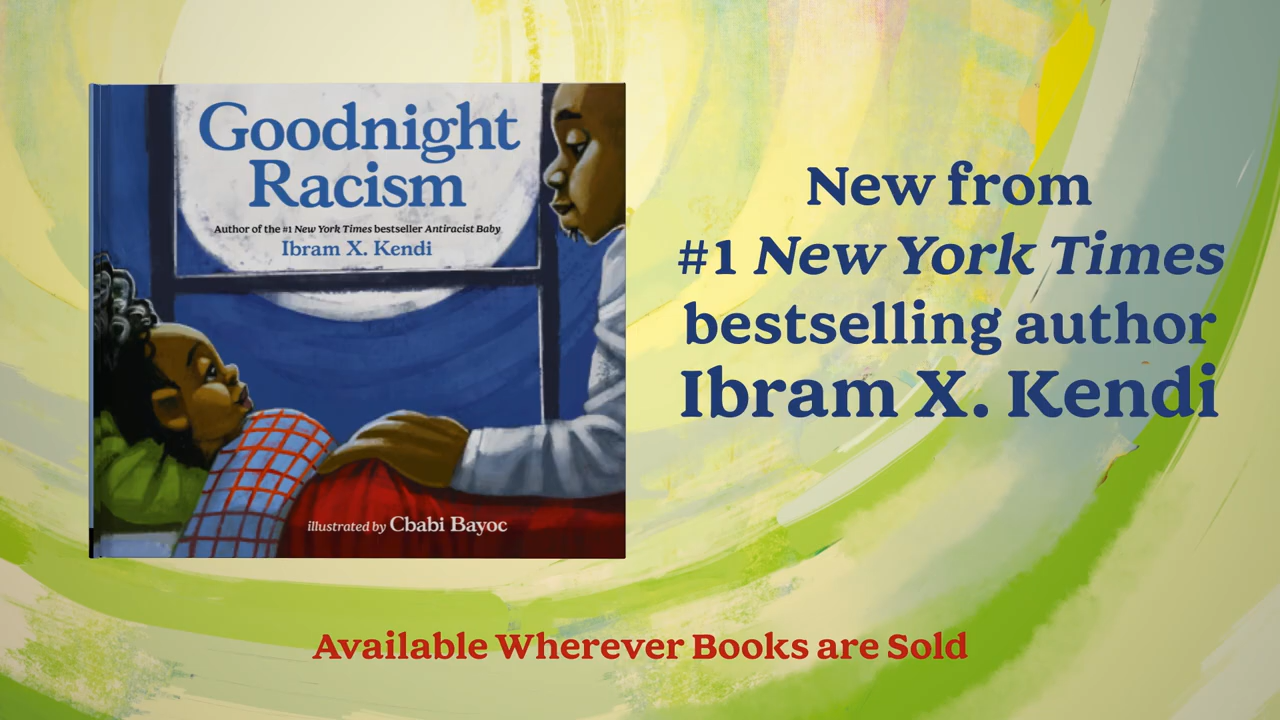 Goodnight
Racism
Author of the #1 New York Times bestseller Antiracist Baby
Ibram X. Kendi
illustrated by Cbabi Bayoc
New from
#1 New York Times
bestselling author
Ibram X. Kendi
Available Wherever Books are Sold